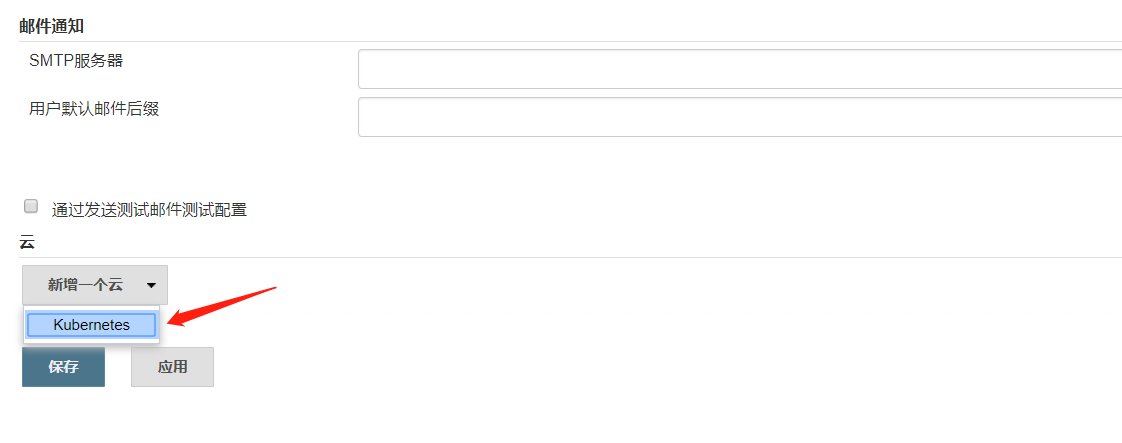 邮件通知
SMTP服务器
用户默认邮件后缀
通过发送测试邮件测试配置
云
新增一个云
Kubernetes
保存
应用